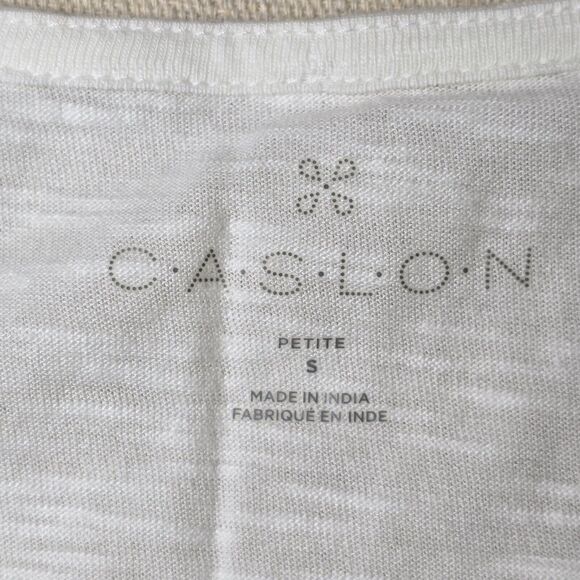 C·A·S·L·O·N
PETITE
S
MADE IN INDIA
FABRIQUÉ EN INDE